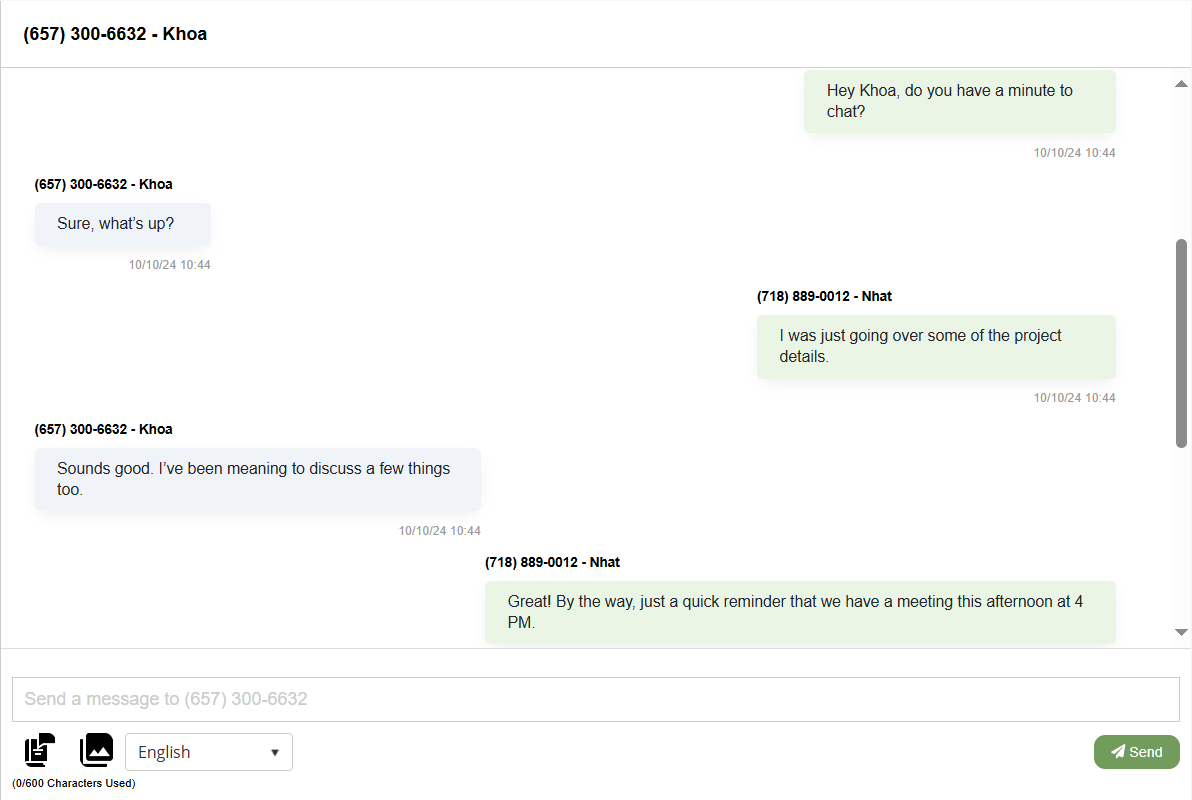 (657) 300-6632 - Khoa
Hey Khoa, do you have a minute to
chat?
10/10/24 10:44
(657) 300-6632 - Khoa
Sure, what’s up?
10/10/24 10:44
(718) 889-0012 - Nhat
I was just going over some of the project
details.
10/10/24 10:44
(657) 300-6632 - Khoa
Sounds good. I’ve been meaning to discuss a few things
too.
10/10/24 10:44
(718) 889-0012 - Nhat
Great! By the way, just a quick reminder that we have a meeting this afternoon at 4
PM.
Send a message to (657) 300-6632
English
Send
(0/600 Characters Used)